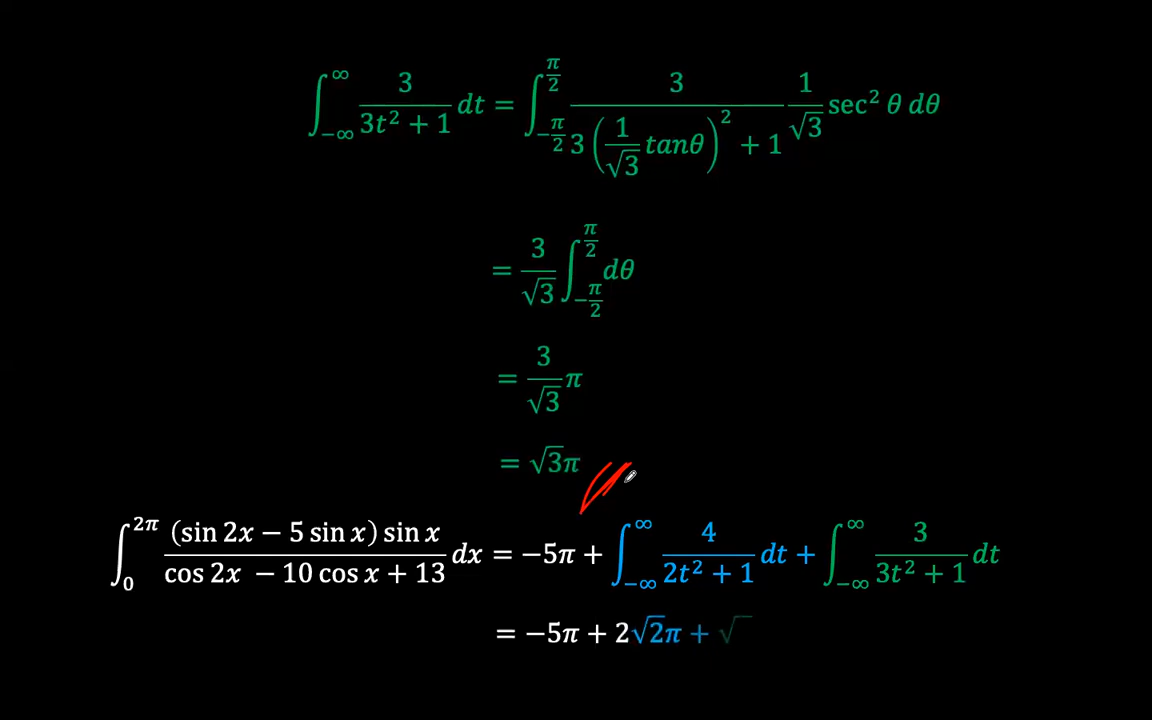 ∫_{-∞}^{∞} 3/(3t² + 1) dt = ∫_{-π/2}^{π/2} 3/(3(1/√3 tanθ)² + 1) 1/√3 sec² θ dθ
= 3/√3 ∫_{-π/2}^{π/2} dθ
= 3/√3 π
= √3π
∫_0^{2π} (sin 2x − 5 sin x) sin x/(cos 2x − 10 cos x + 13) dx = −5π + ∫_{-∞}^{∞} 4/(2t² + 1) dt + ∫_{-∞}^{∞} 3/(3t² + 1) dt
= −5π + 2√2π + √